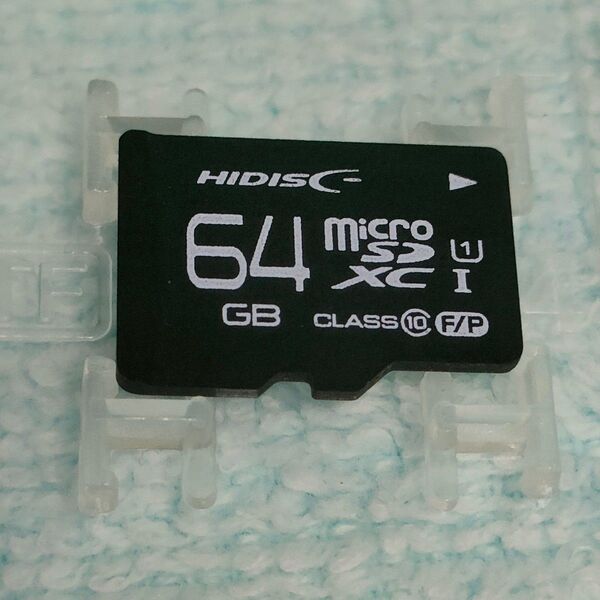 HIDISC
64 micro SD XC I U1
GB CLASS 10 F/P